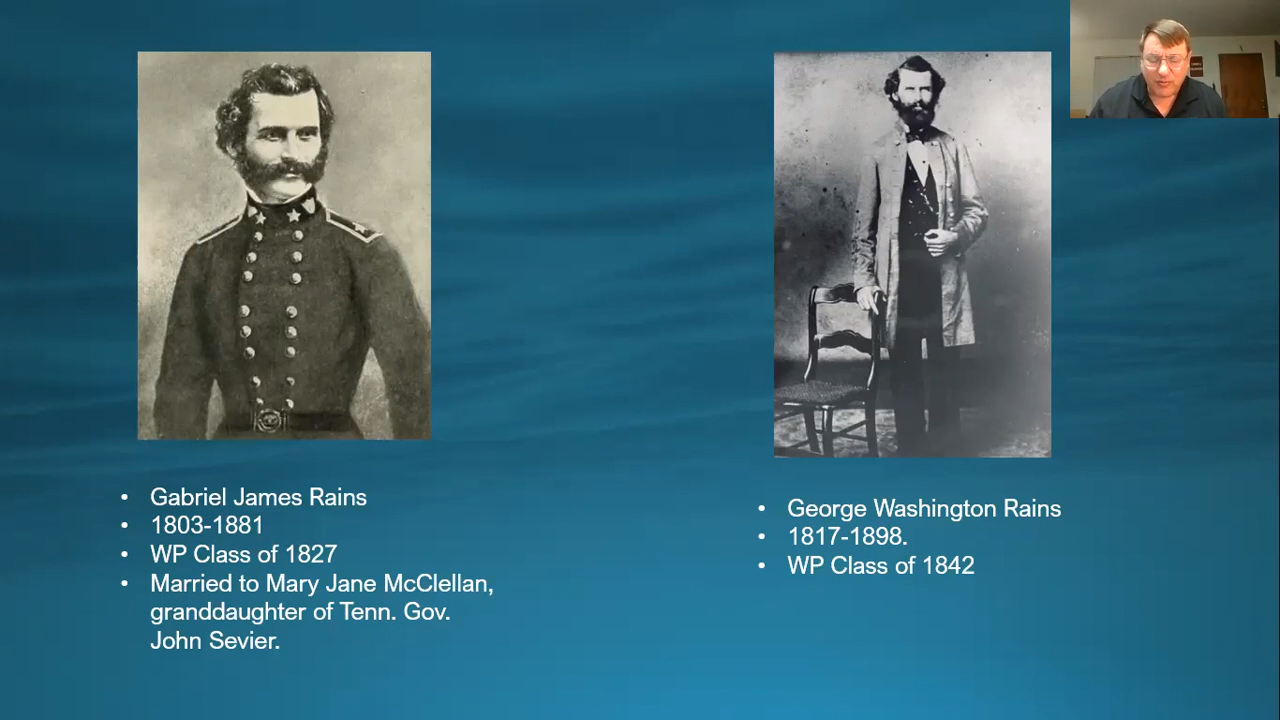 • Gabriel James Rains
• 1803-1881
• WP Class of 1827
• Married to Mary Jane McClellan,
granddaughter of Tenn. Gov.
John Sevier.
• George Washington Rains
• 1817-1898.
• WP Class of 1842